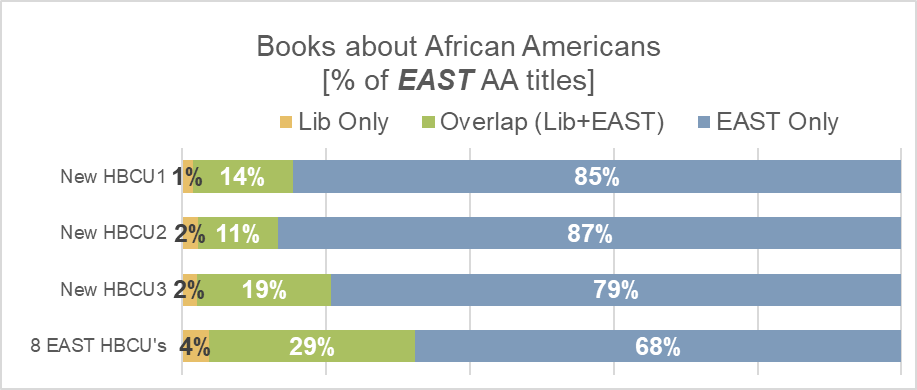 Books about African Americans
[% of EAST AA titles]
Lib Only Overlap (Lib+EAST) EAST Only
New HBCU1 1% 14% 85%
New HBCU2 2% 11% 87%
New HBCU3 2% 19% 79%
8 EAST HBCU's 4% 29% 68%